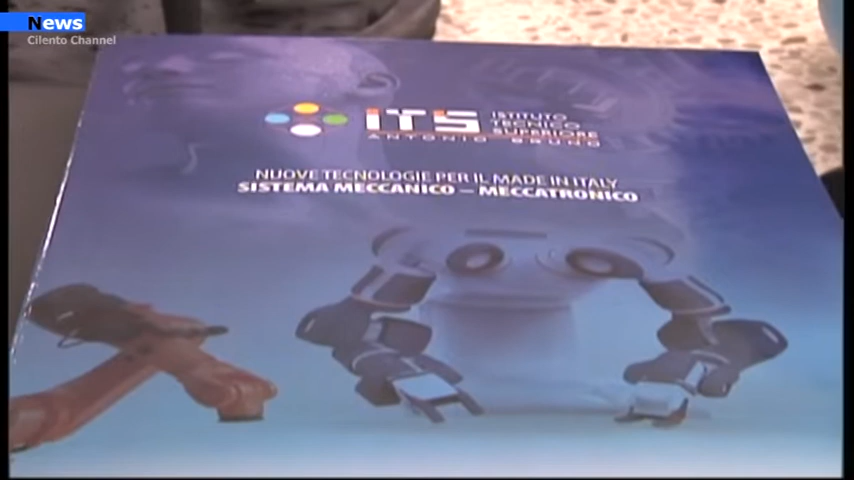 News
Cilento Channel
ITS ISTITUTO
TECNICO
SUPERIORE
ANTONIO BRUNO
NUOVE TECNOLOGIE PER IL MADE IN ITALY
SISTEMA MECCANICO – MECCATRONICO